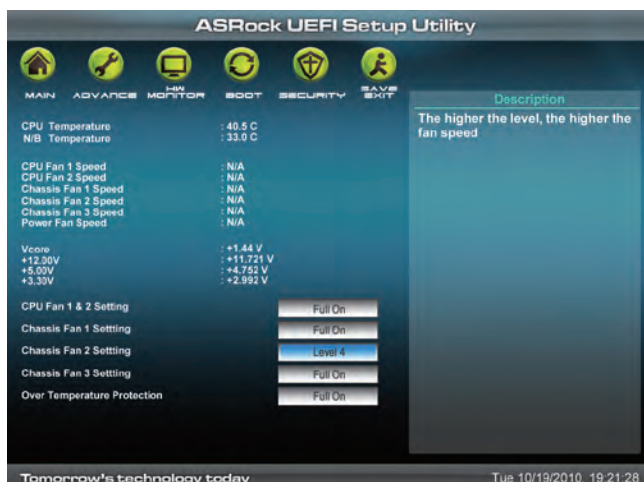 ASRock UEFI Setup Utility
MAIN ADVANCE HW MONITOR BOOT SECURITY SAVE EXIT
Description
The higher the level, the higher the
fan speed
CPU Temperature : 40.5 C
N/B Temperature : 33.0 C
CPU Fan 1 Speed : N/A
CPU Fan 2 Speed : N/A
Chassis Fan 1 Speed : N/A
Chassis Fan 2 Speed : N/A
Chassis Fan 3 Speed : N/A
Power Fan Speed : N/A
Vcore : +1.44 V
+12.00V : +11.721 V
+5.00V : +4.752 V
+3.30V : +2.992 V
CPU Fan 1 & 2 Setting Full On
Chassis Fan 1 Settting Full On
Chassis Fan 2 Settting Level 4
Chassis Fan 3 Settting Full On
Over Temperature Protection Full On
Tomorrow's technology today Tue 10/19/2010 19:21:28